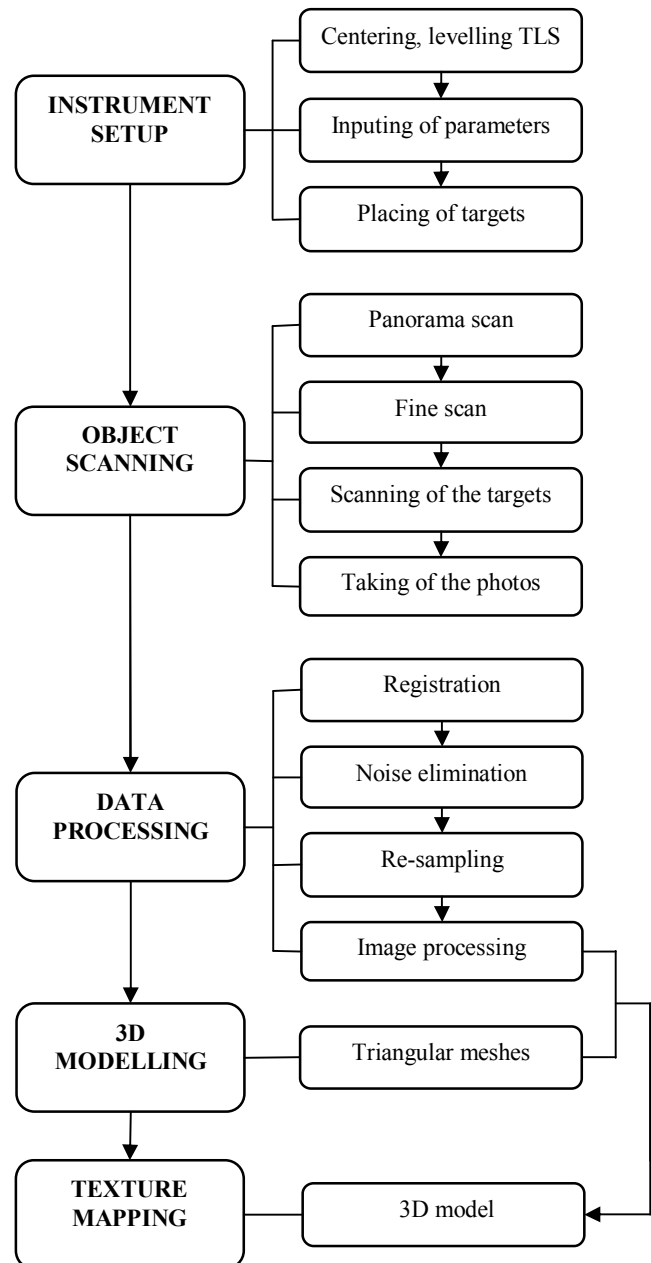 INSTRUMENT
SETUP
Centering, levelling TLS
Inputing of parameters
Placing of targets
OBJECT
SCANNING
Panorama scan
Fine scan
Scanning of the targets
Taking of the photos
DATA
PROCESSING
Registration
Noise elimination
Re-sampling
Image processing
3D
MODELLING
Triangular meshes
TEXTURE
MAPPING
3D model